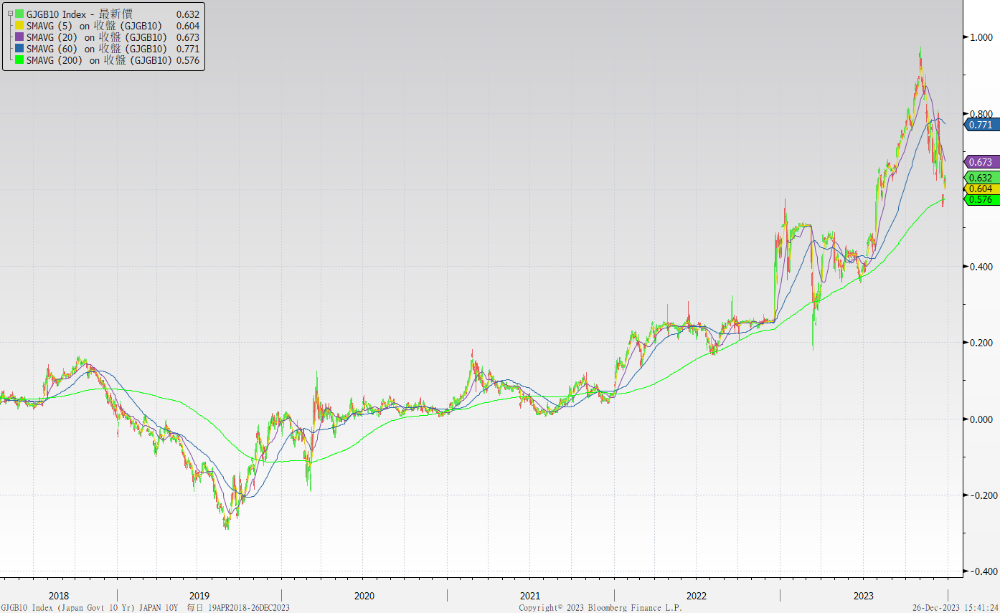 GJGB10 Index - 最新價 0.632
SMAVG (5) on 收盤 (GJGB10) 0.604
SMAVG (20) on 收盤 (GJGB10) 0.673
SMAVG (60) on 收盤 (GJGB10) 0.771
SMAVG (200) on 收盤 (GJGB10) 0.576
1.000
0.800
0.771
0.673
0.632
0.604
0.576
0.400
0.200
0.000
-0.200
-0.400
2018 2019 2020 2021 2022 2023
GJGB10 Index (Japan Govt 10 Yr) JAPAN 10Y 每日 19APR2018-26DEC2023 Copyright© 2023 Bloomberg Finance L.P. 26-Dec-2023 15:41:24